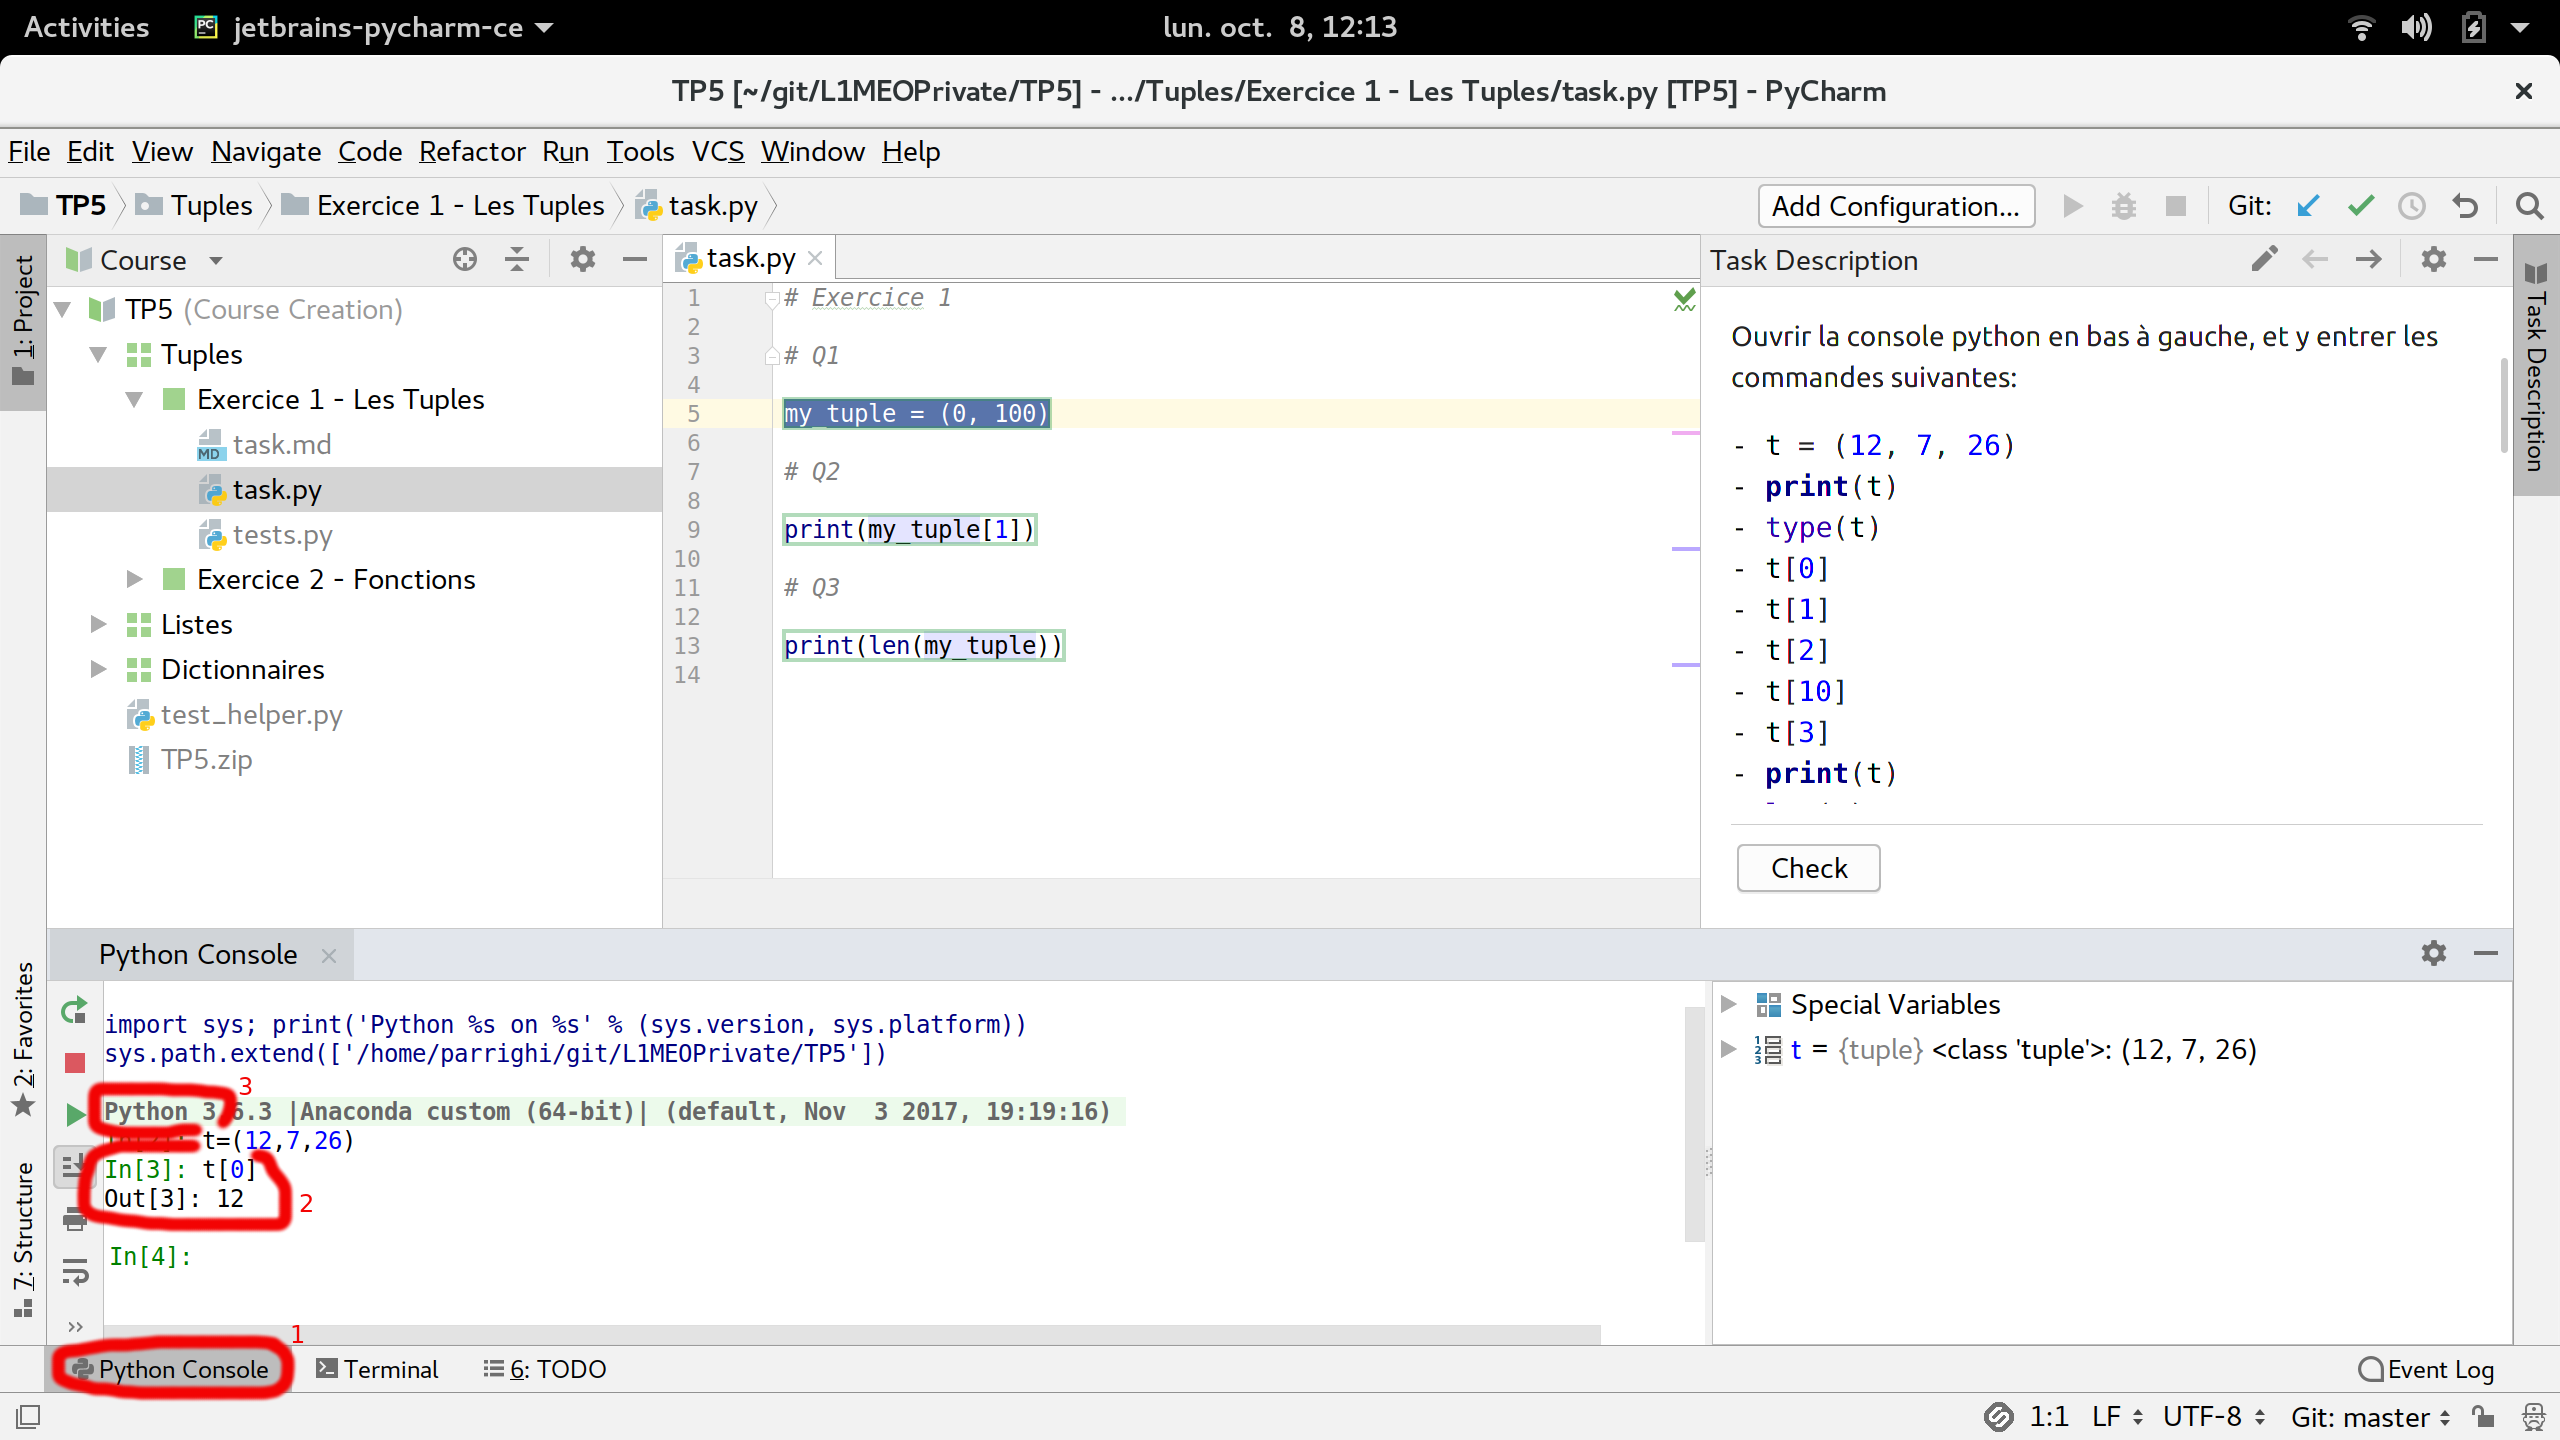 Activities jetbrains-pycharm-ce lun. oct. 8, 12:13
TP5 [~/git/L1MEOPrivate/TP5] - .../Tuples/Exercice 1 - Les Tuples/task.py [TP5] - PyCharm
File Edit View Navigate Code Refactor Run Tools VCS Window Help
TP5 Tuples Exercice 1 - Les Tuples task.py Add Configuration... Git:
1: Project
2: Favorites
7: Structure
Course
TP5 (Course Creation)
Tuples
Exercice 1 - Les Tuples
task.md
task.py
tests.py
Exercice 2 - Fonctions
Listes
Dictionnaires
test_helper.py
TP5.zip
task.py
1 # Exercice 1
2
3 # Q1
4
5 my_tuple = (0, 100)
6
7 # Q2
8
9 print(my_tuple[1])
10
11 # Q3
12
13 print(len(my_tuple))
14
Task Description
Ouvrir la console python en bas à gauche, et y entrer les
commandes suivantes:
- t = (12, 7, 26)
- print(t)
- type(t)
- t[0]
- t[1]
- t[2]
- t[10]
- t[3]
- print(t)
Check
Task Description
Python Console
import sys; print('Python %s on %s' % (sys.version, sys.platform))
sys.path.extend(['/home/parrighi/git/L1MEOPrivate/TP5'])
3
Python 3.6.3 |Anaconda custom (64-bit)| (default, Nov  3 2017, 19:19:16)
t=(12,7,26)
In[3]: t[0]
Out[3]: 12
2
In[4]:
1
Special Variables
t = {tuple} <class 'tuple'>: (12, 7, 26)
Python Console Terminal 6: TODO Event Log
1:1 LF UTF-8 Git: master